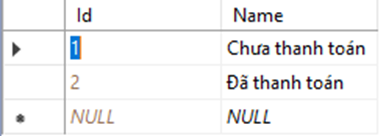 Id Name
1 Chưa thanh toán
2 Đã thanh toán
NULL NULL